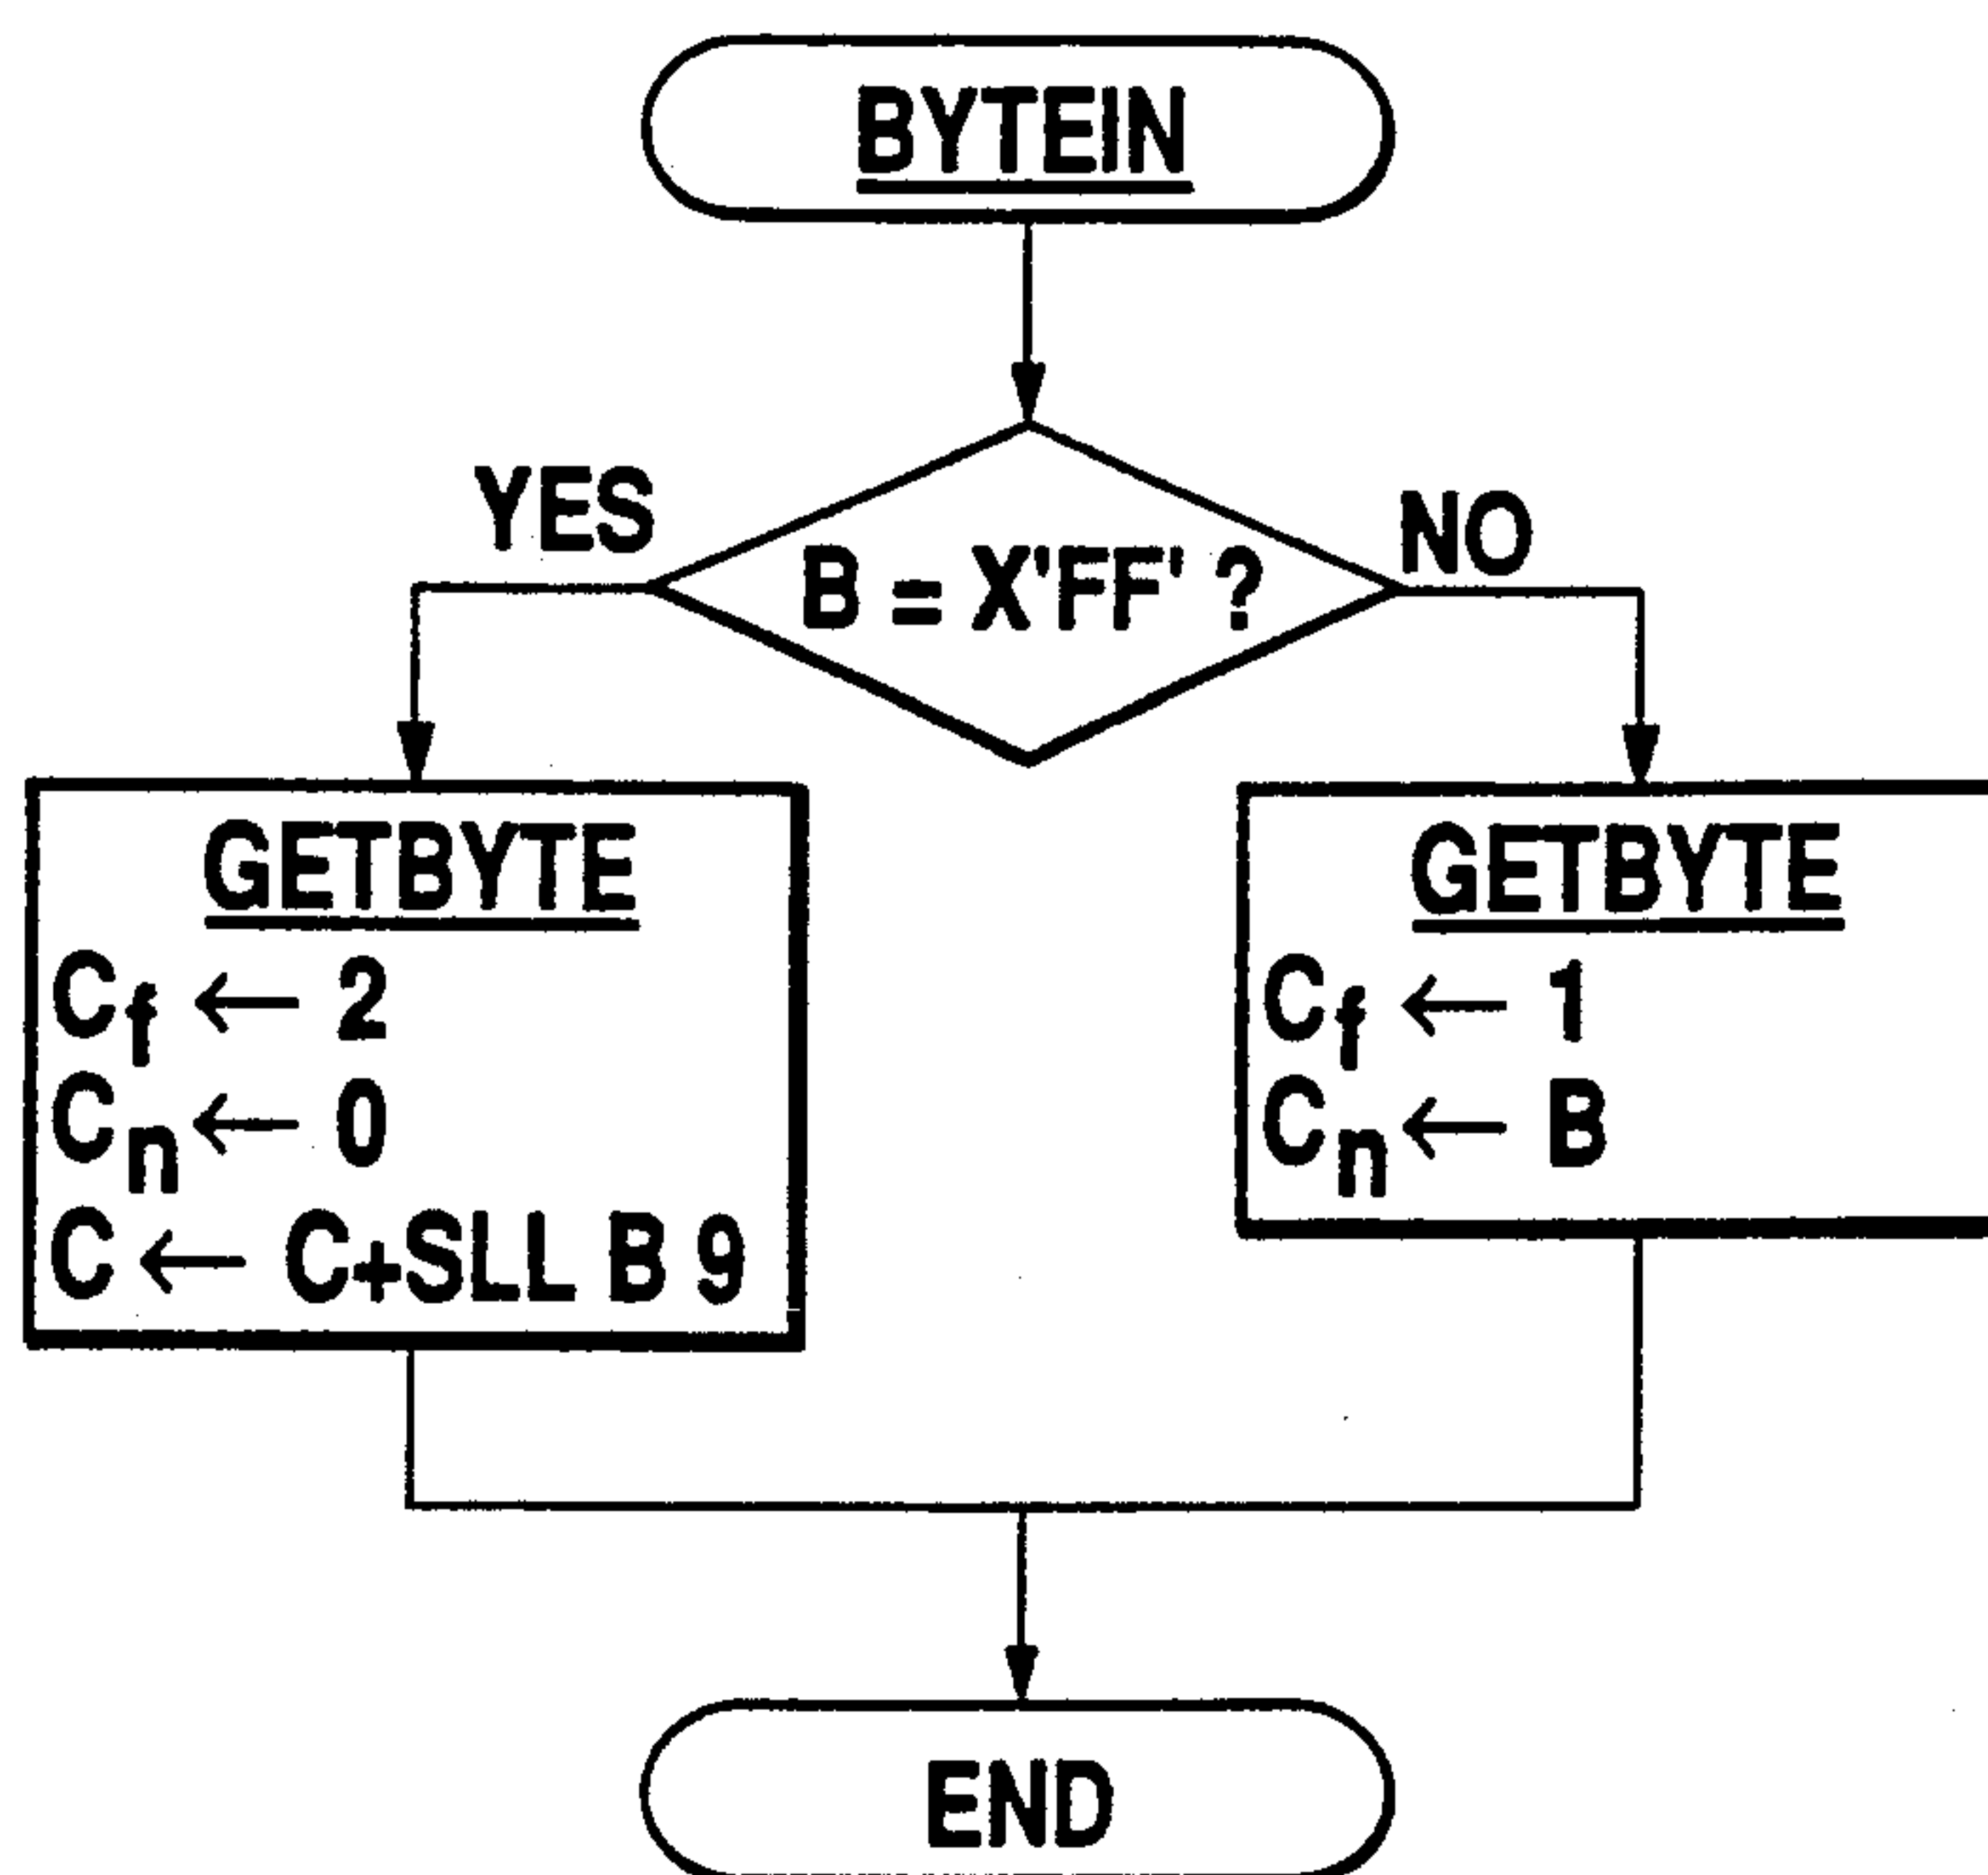 BYTEIN
YES
B = X'FF' ?
NO
GETBYTE
Cf ← 2
Cn ← 0
C ← C+SLL B 9
GETBYTE
Cf ← 1
Cn ← B
END